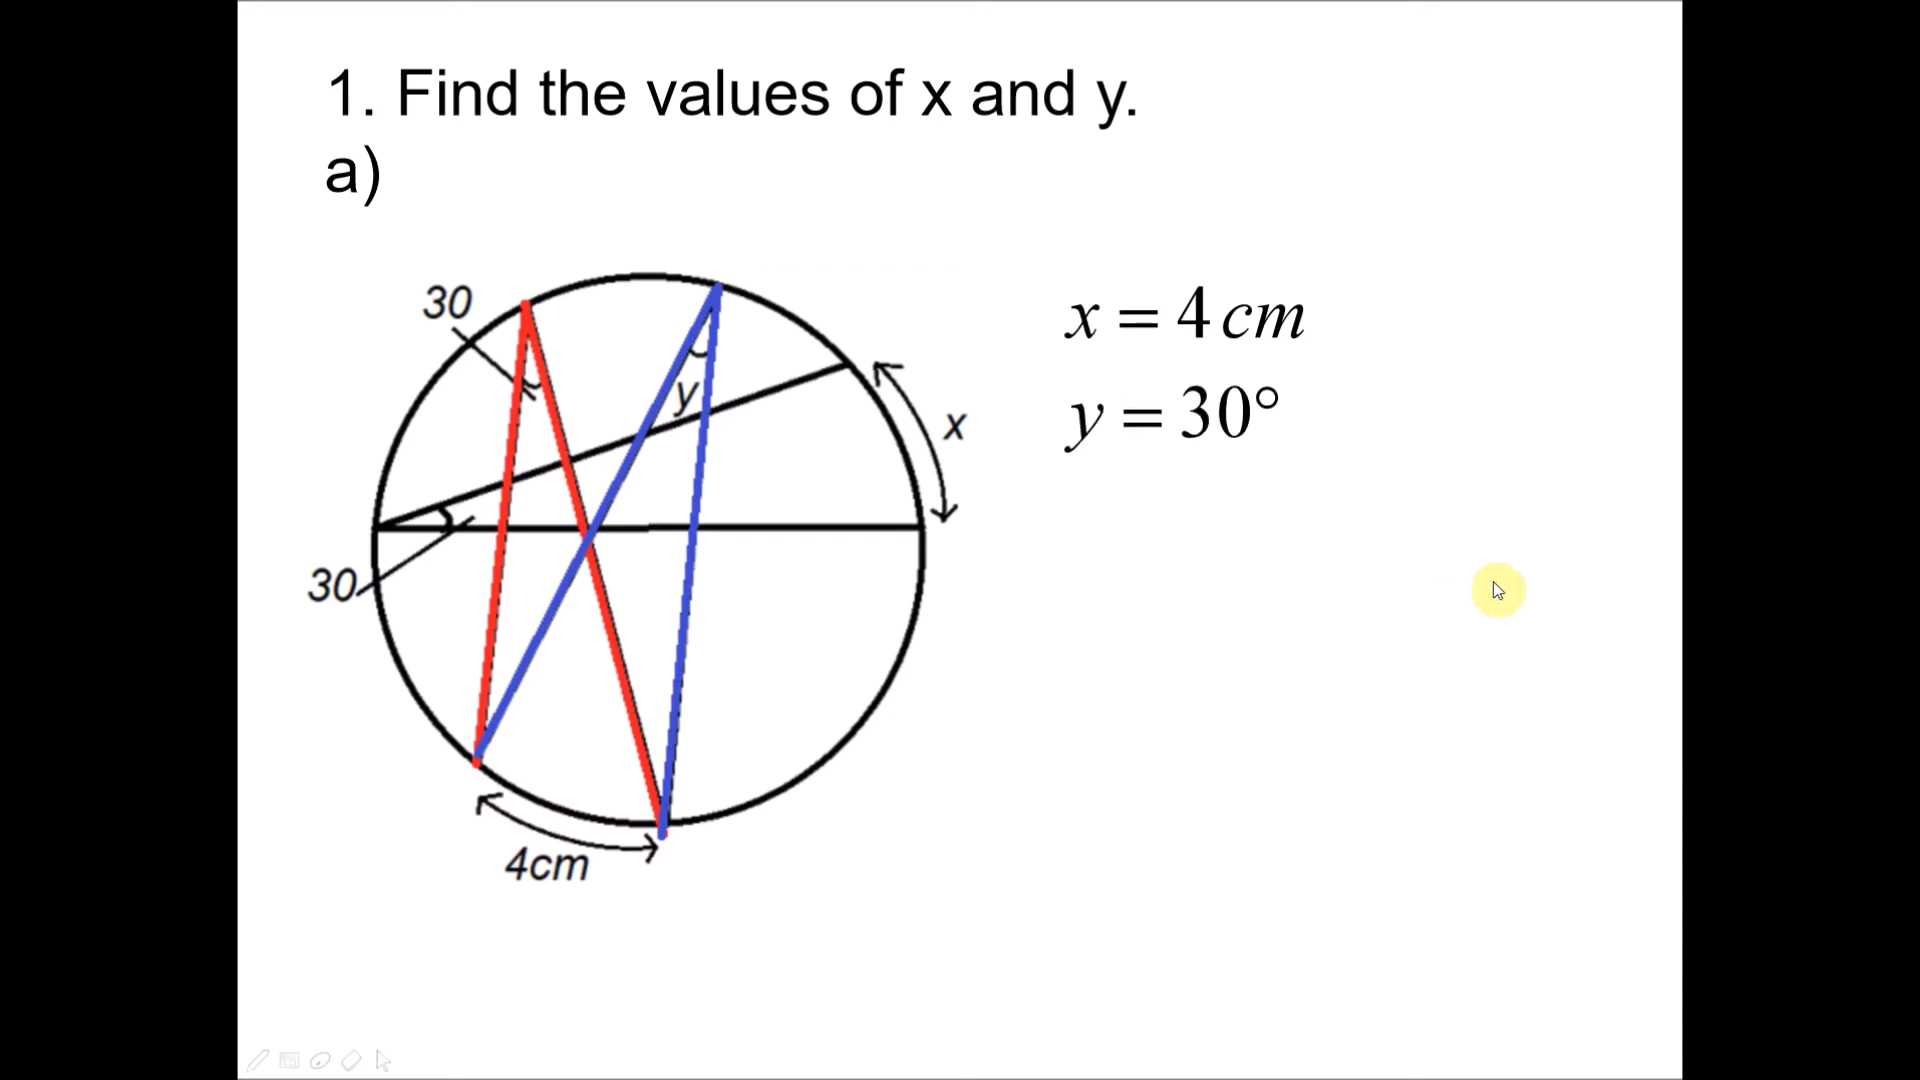 1. Find the values of x and y.
a)
30
y
x
30
4cm
x = 4 cm
y = 30°